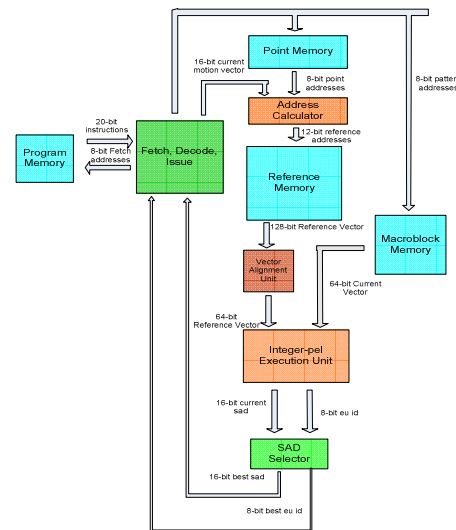 Point Memory
16-bit current
motion vector
8-bit point
addresses
8-bit patter
addresses
Address
Calculator
20-bit
instructions
12-bit reference
addresses
Program
Memory
8-bit Fetch
addresses
Fetch, Decode,
Issue
Reference
Memory
128-bit Reference Vector
Macroblock
Memory
Vector
Alignment
Unit
64-bit Current
Vector
64-bit
Reference Vector
Integer-pel
Execution Unit
16-bit current
sad
8-bit eu id
SAD
Selector
16-bit best sad
8-bit best eu id